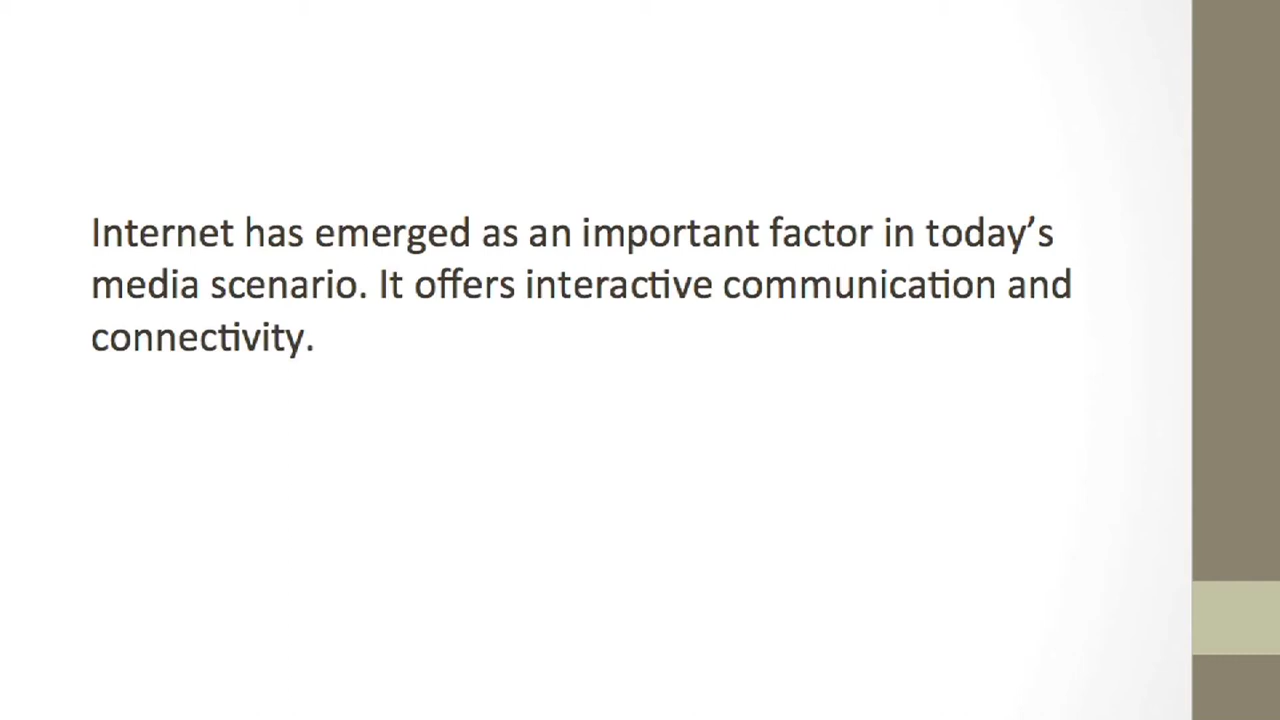 Internet has emerged as an important factor in today’s
media scenario. It offers interactive communication and
connectivity.